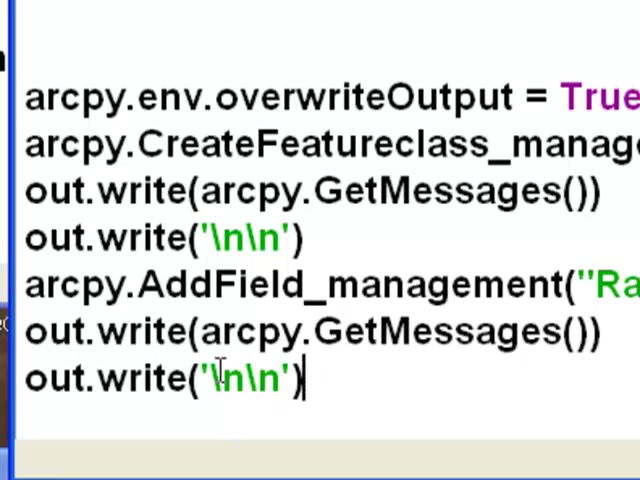 arcpy.env.overwriteOutput = True
arcpy.CreateFeatureclass_manage
out.write(arcpy.GetMessages())
out.write('\n\n')
arcpy.AddField_management("Ra
out.write(arcpy.GetMessages())
out.write('\n\n')